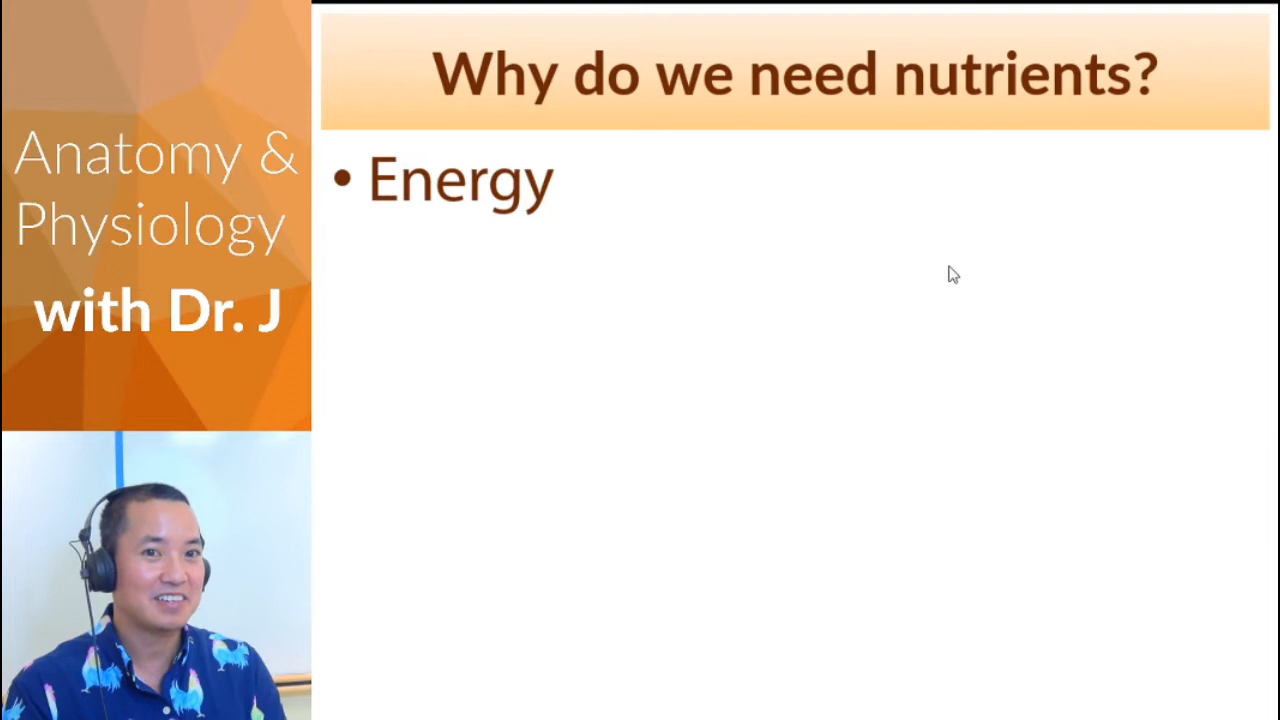 Anatomy &
Physiology
with Dr. J
Why do we need nutrients?
• Energy